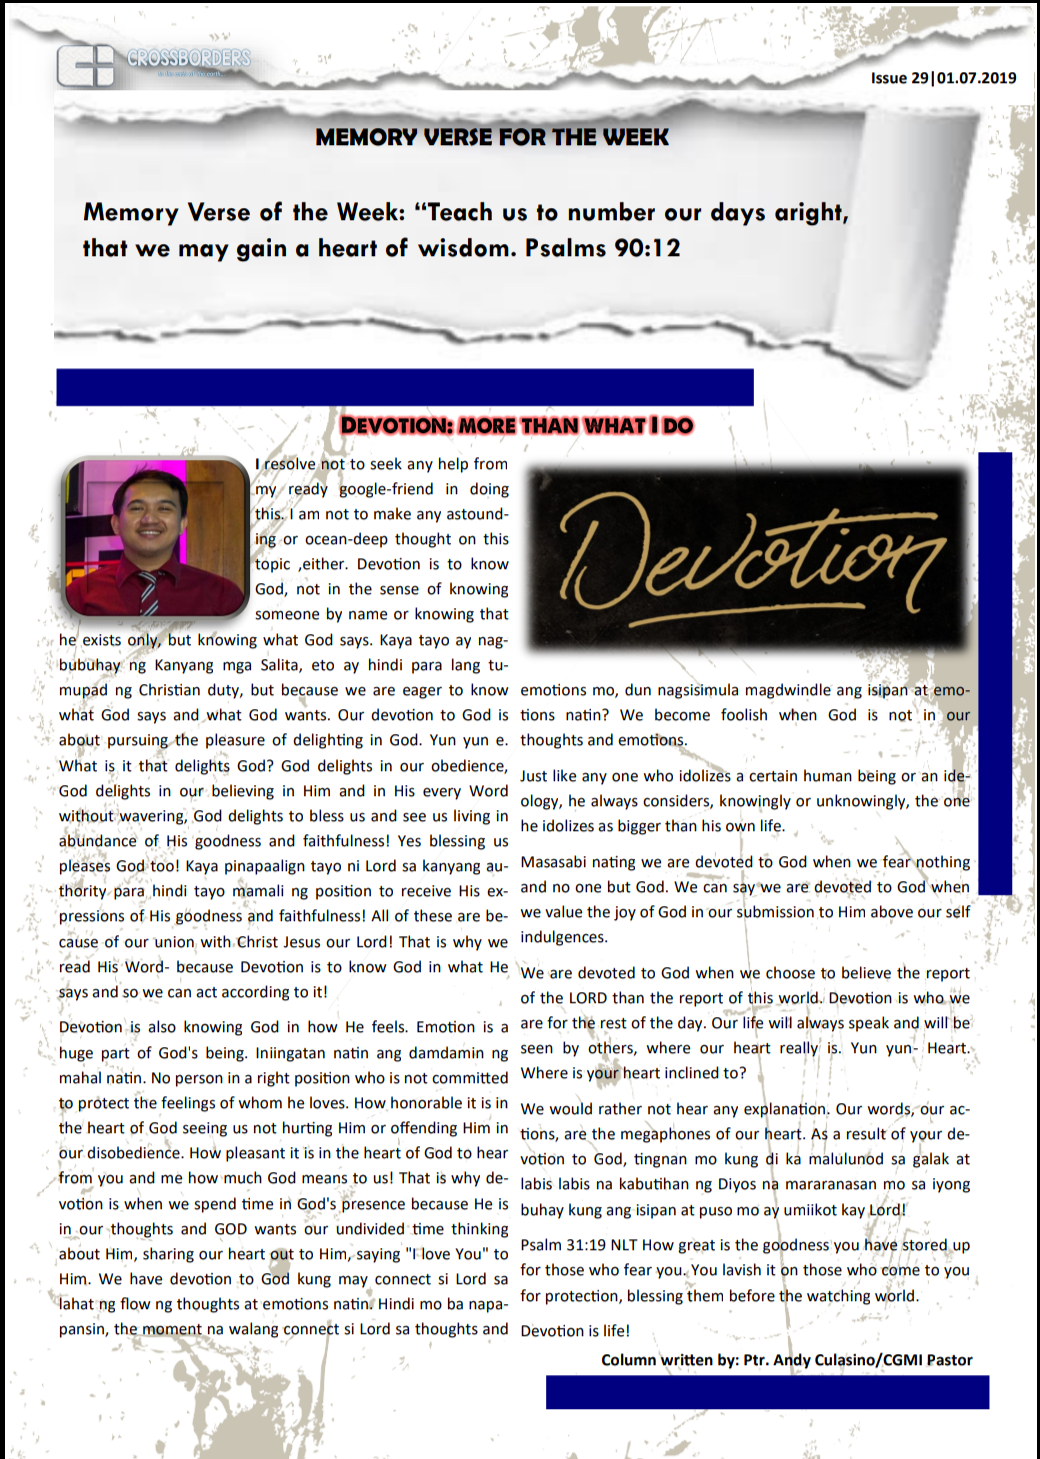 CROSSBORDERS
Issue 29|01.07.2019
MEMORY VERSE FOR THE WEEK
Memory Verse of the Week: “Teach us to number our days aright,
that we may gain a heart of wisdom. Psalms 90:12
DEVOTION: MORE THAN WHAT I DO
I resolve not to seek any help from
my ready google-friend in doing
this. I am not to make any astound-
ing or ocean-deep thought on this
topic ,either. Devotion is to know
God, not in the sense of knowing
someone by name or knowing that
he exists only, but knowing what God says. Kaya tayo ay nag-
bubuhay ng Kanyang mga Salita, eto ay hindi para lang tu-
mupad ng Christian duty, but because we are eager to know
what God says and what God wants. Our devotion to God is
about pursuing the pleasure of delighting in God. Yun yun e.
What is it that delights God? God delights in our obedience,
God delights in our believing in Him and in His every Word
without wavering, God delights to bless us and see us living in
abundance of His goodness and faithfulness! Yes blessing us
pleases God too! Kaya pinapaalign tayo ni Lord sa kanyang au-
thority para hindi tayo mamali ng position to receive His ex-
pressions of His goodness and faithfulness! All of these are be-
cause of our union with Christ Jesus our Lord! That is why we
read His Word- because Devotion is to know God in what He
says and so we can act according to it!
Devotion is also knowing God in how He feels. Emotion is a
huge part of God's being. Iniingatan natin ang damdamin ng
mahal natin. No person in a right position who is not committed
to protect the feelings of whom he loves. How honorable it is in
the heart of God seeing us not hurting Him or offending Him in
our disobedience. How pleasant it is in the heart of God to hear
from you and me how much God means to us! That is why de-
votion is when we spend time in God's presence because He is
in our thoughts and GOD wants our undivided time thinking
about Him, sharing our heart out to Him, saying "I love You" to
Him. We have devotion to God kung may connect si Lord sa
lahat ng flow ng thoughts at emotions natin. Hindi mo ba napa-
pansin, the moment na walang connect si Lord sa thoughts and
Devotion
emotions mo, dun nagsisimula magdwindle ang isipan at emo-
tions natin? We become foolish when God is not in our
thoughts and emotions.
Just like any one who idolizes a certain human being or an ide-
ology, he always considers, knowingly or unknowingly, the one
he idolizes as bigger than his own life.
Masasabi nating we are devoted to God when we fear nothing
and no one but God. We can say we are devoted to God when
we value the joy of God in our submission to Him above our self
indulgences.
We are devoted to God when we choose to believe the report
of the LORD than the report of this world. Devotion is who we
are for the rest of the day. Our life will always speak and will be
seen by others, where our heart really is. Yun yun- Heart.
Where is your heart inclined to?
We would rather not hear any explanation. Our words, our ac-
tions, are the megaphones of our heart. As a result of your de-
votion to God, tingnan mo kung di ka malulunod sa galak at
labis labis na kabutihan ng Diyos na mararanasan mo sa iyong
buhay kung ang isipan at puso mo ay umiikot kay Lord!
Psalm 31:19 NLT How great is the goodness you have stored up
for those who fear you. You lavish it on those who come to you
for protection, blessing them before the watching world.
Devotion is life!
Column written by: Ptr. Andy Culasino/CGMI Pastor